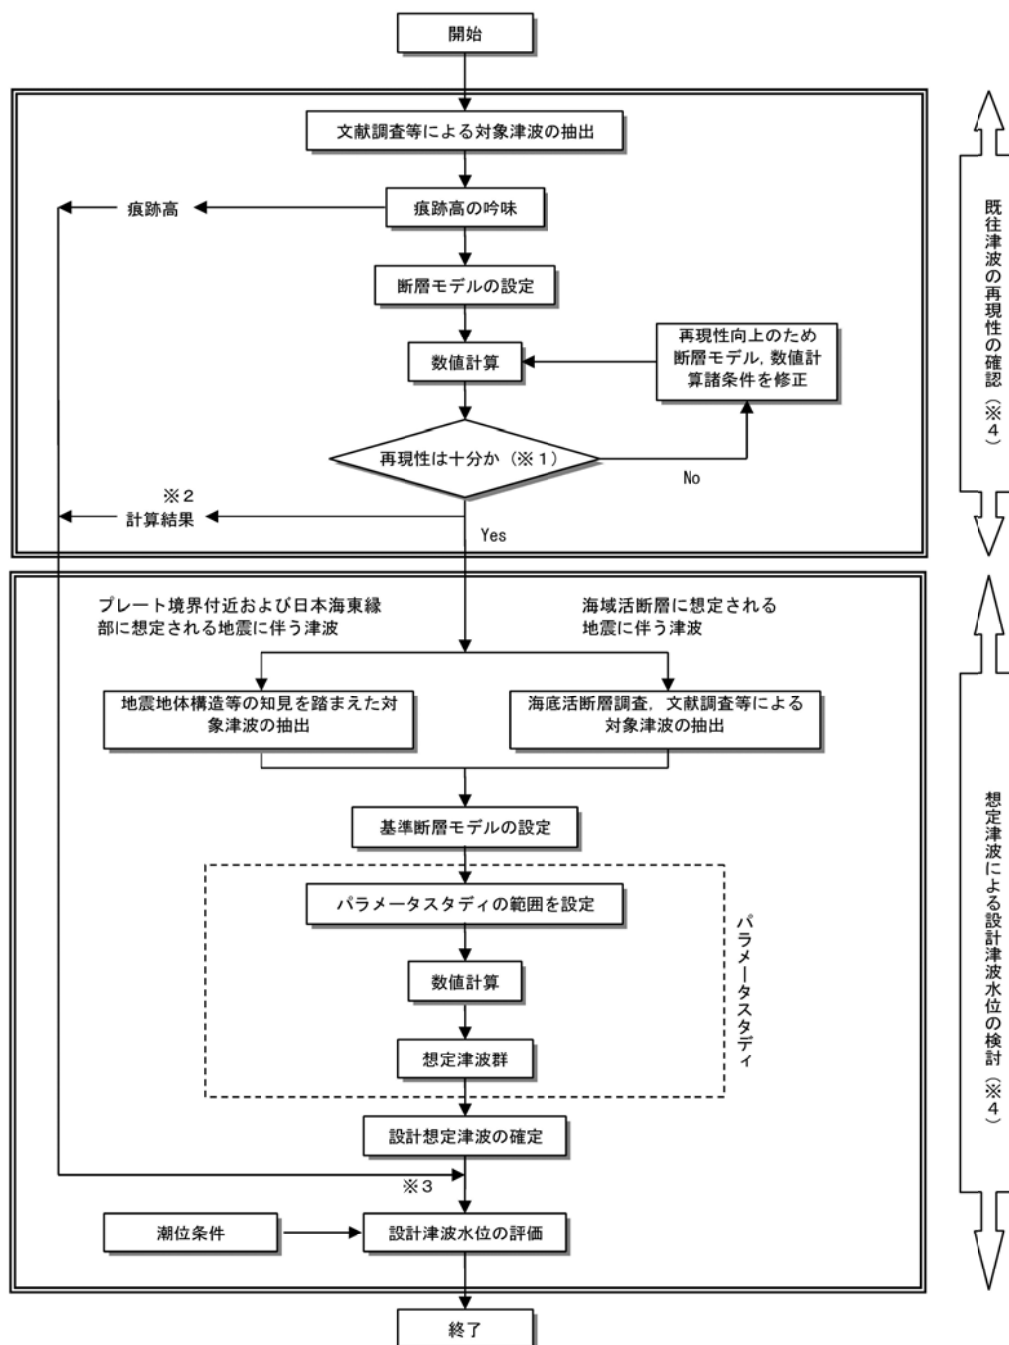 開始
文献調査等による対象津波の抽出
痕跡高の吟味
痕跡高
断層モデルの設定
数値計算
再現性向上のため
断層モデル，数値計
算諸条件を修正
再現性は十分か（※１）
No
※２
計算結果
Yes
既往津波の再現性の確認（※４）
プレート境界付近および日本海東縁
部に想定される地震に伴う津波
海域活断層に想定される
地震に伴う津波
地震地体構造等の知見を踏まえた対
象津波の抽出
海底活断層調査，文献調査等による
対象津波の抽出
基準断層モデルの設定
パラメータスタディの範囲を設定
数値計算
想定津波群
パラメータスタディ
設計想定津波の確定
※３
潮位条件
設計津波水位の評価
想定津波による設計津波水位の検討（※４）
終了